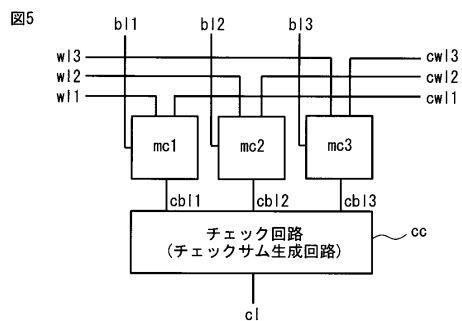 図5
bl1 bl2 bl3
wl3 cwl3
wl2 cwl2
wl1 cwl1
mc1 mc2 mc3
cbl1 cbl2 cbl3
チェック回路
(チェックサム生成回路)
cc
cl